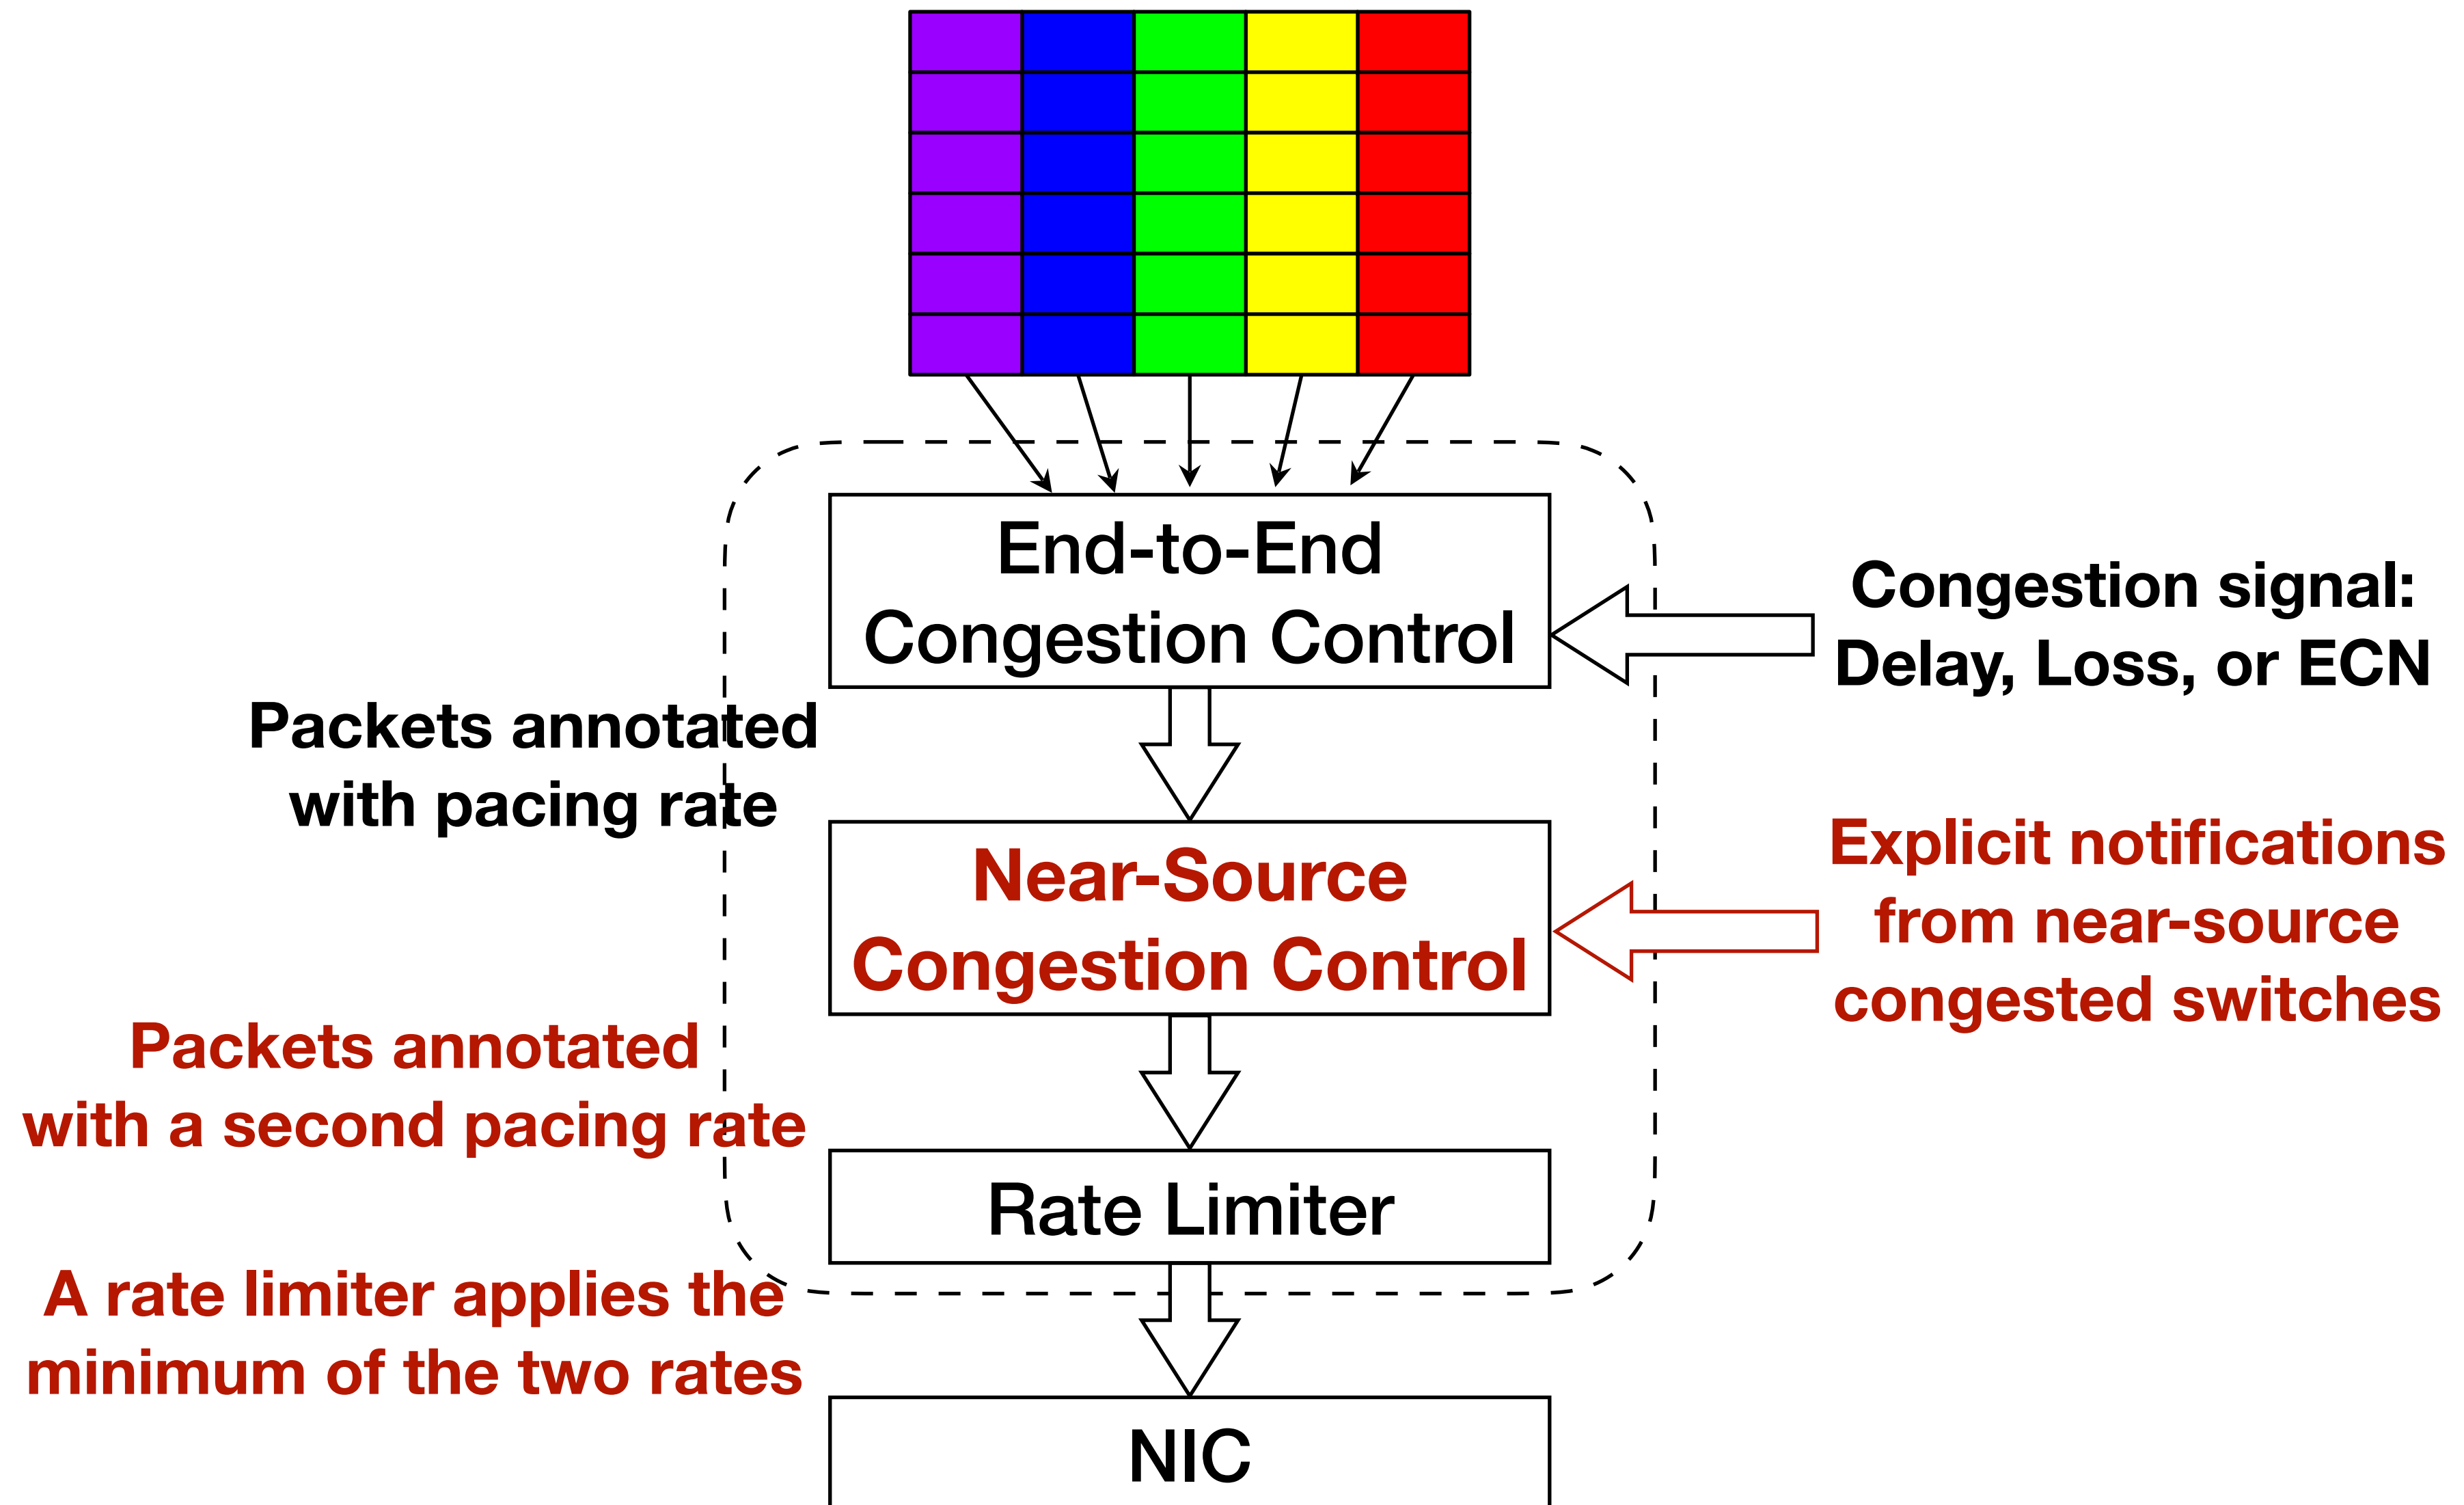 End-to-End
Congestion Control
Congestion signal:
Delay, Loss, or ECN
Packets annotated
with pacing rate
Near-Source
Congestion Control
Explicit notifications
from near-source
congested switches
Packets annotated
with a second pacing rate
Rate Limiter
A rate limiter applies the
minimum of the two rates
NIC